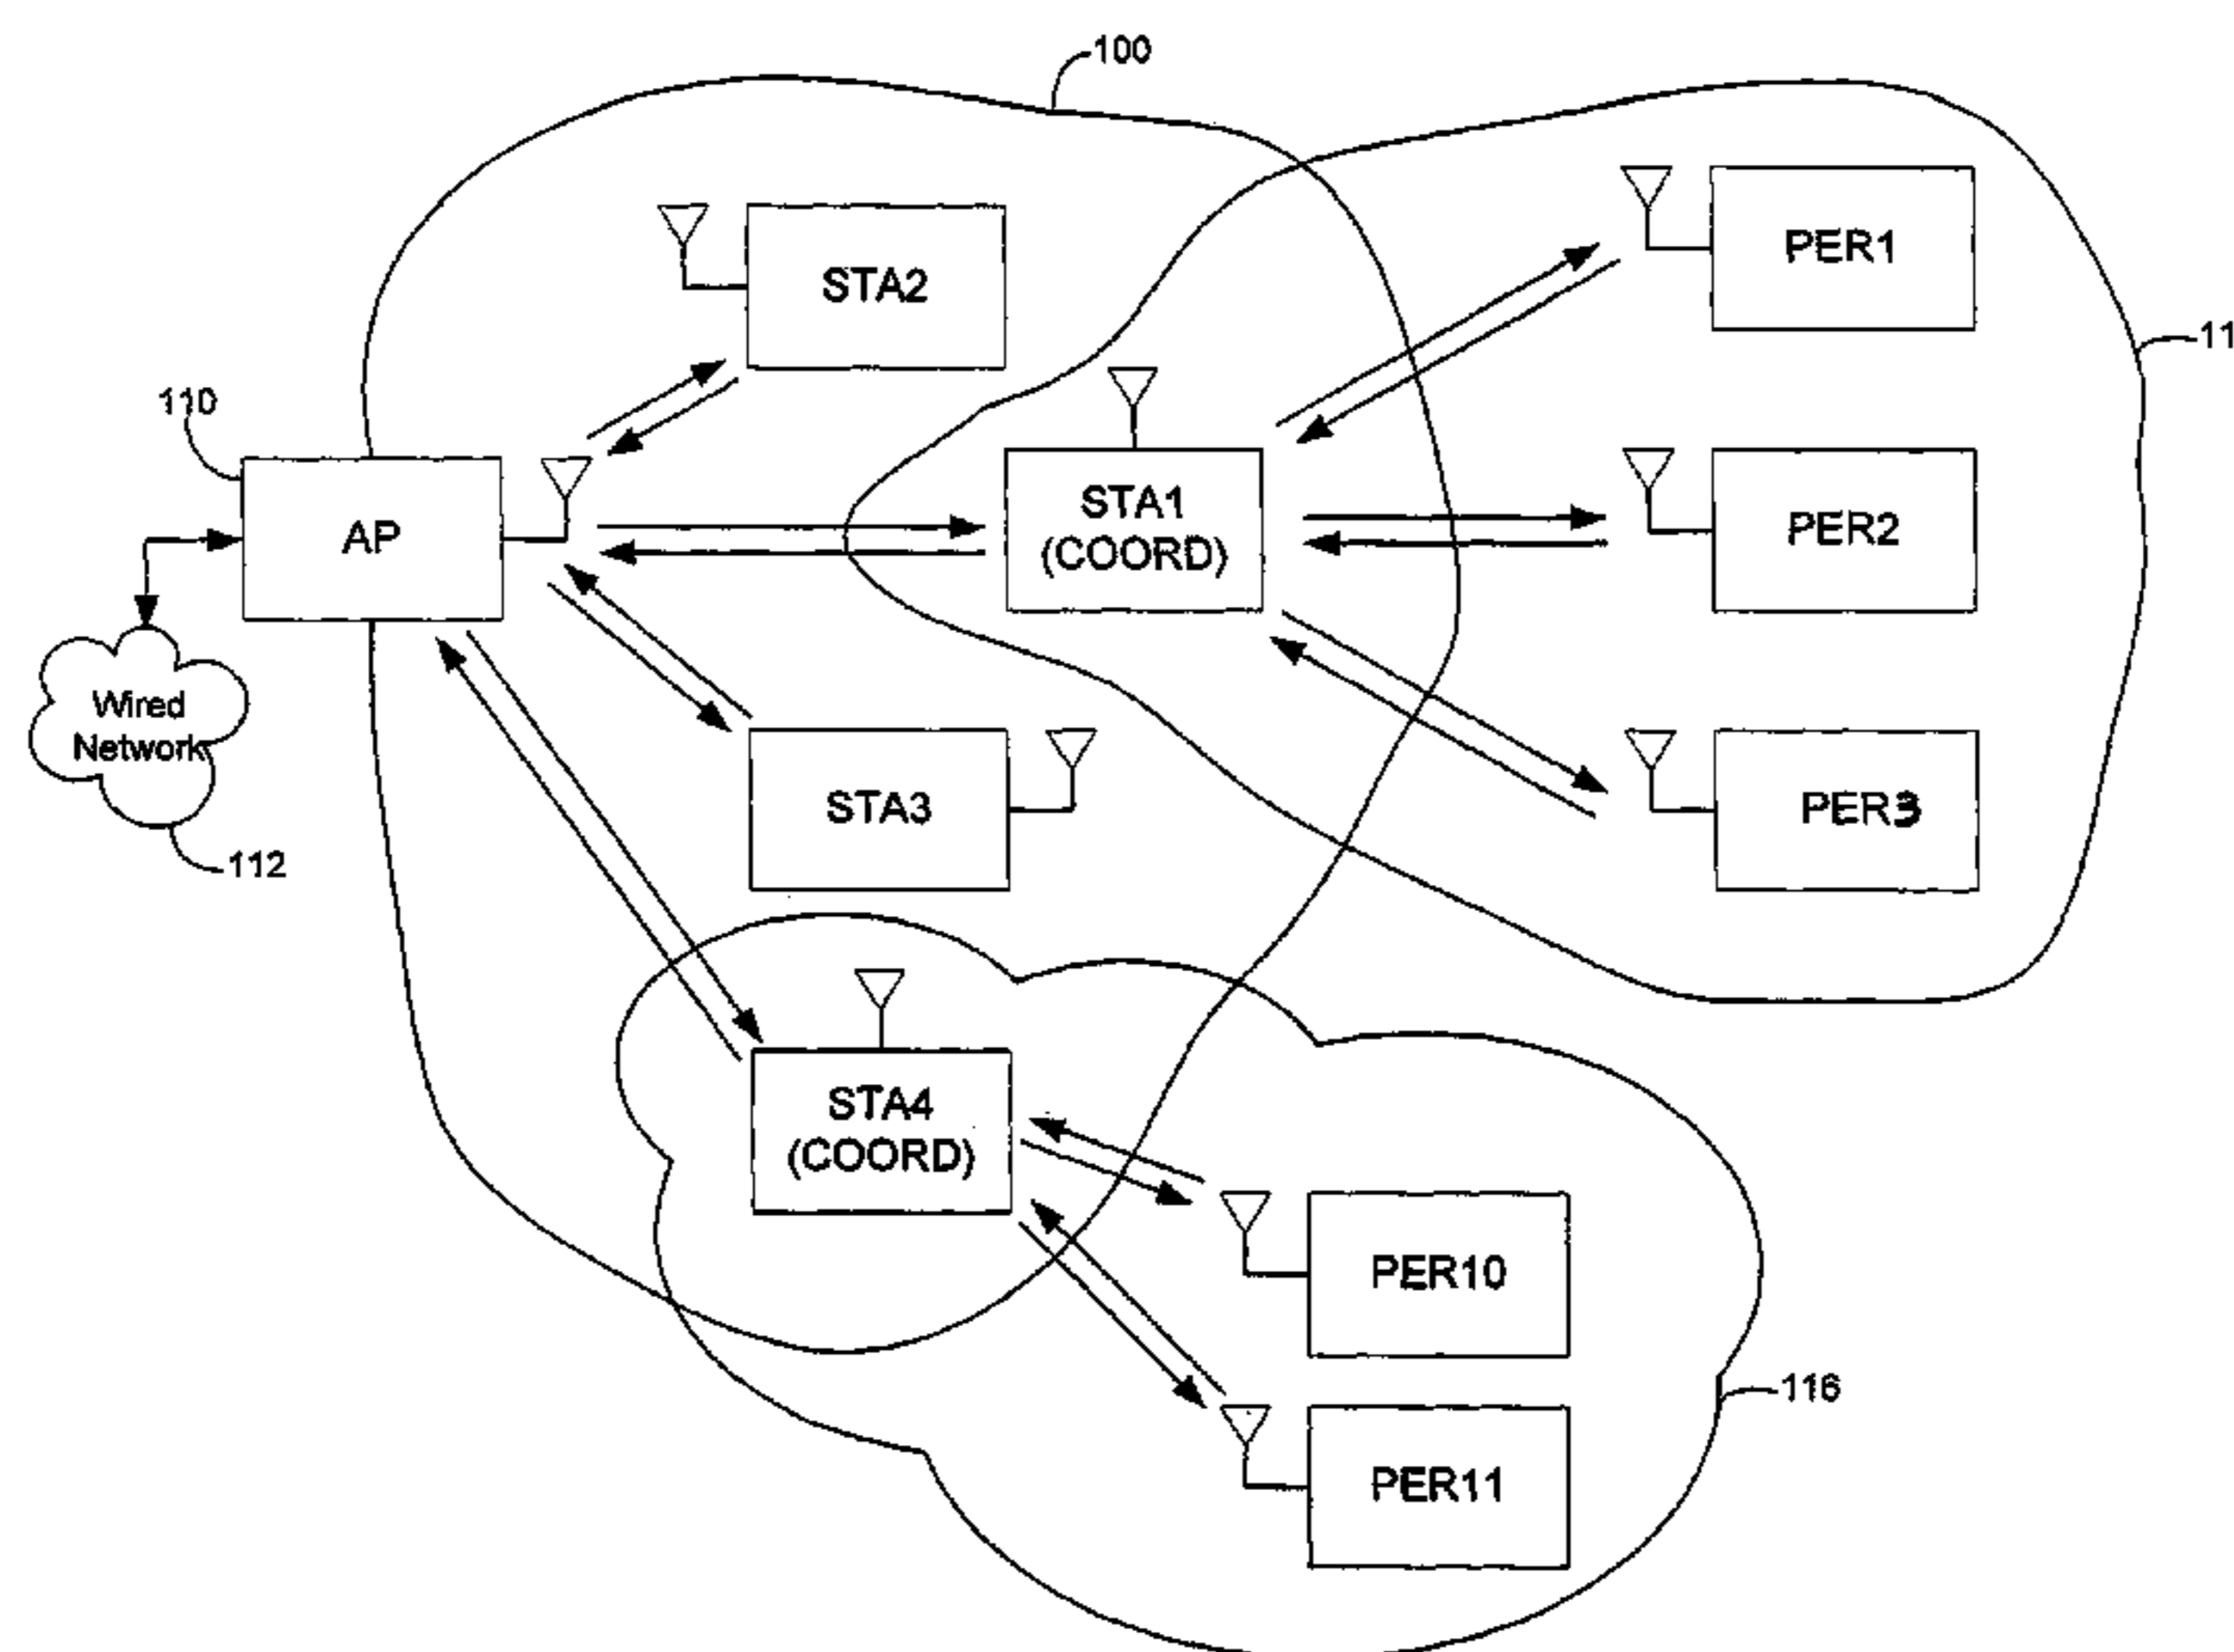 100
PER1
STA2
11
110
STA1
(COORD)
AP
PER2
Wired
Network
STA3
PER3
112
STA4
(COORD)
PER10
116
PER11